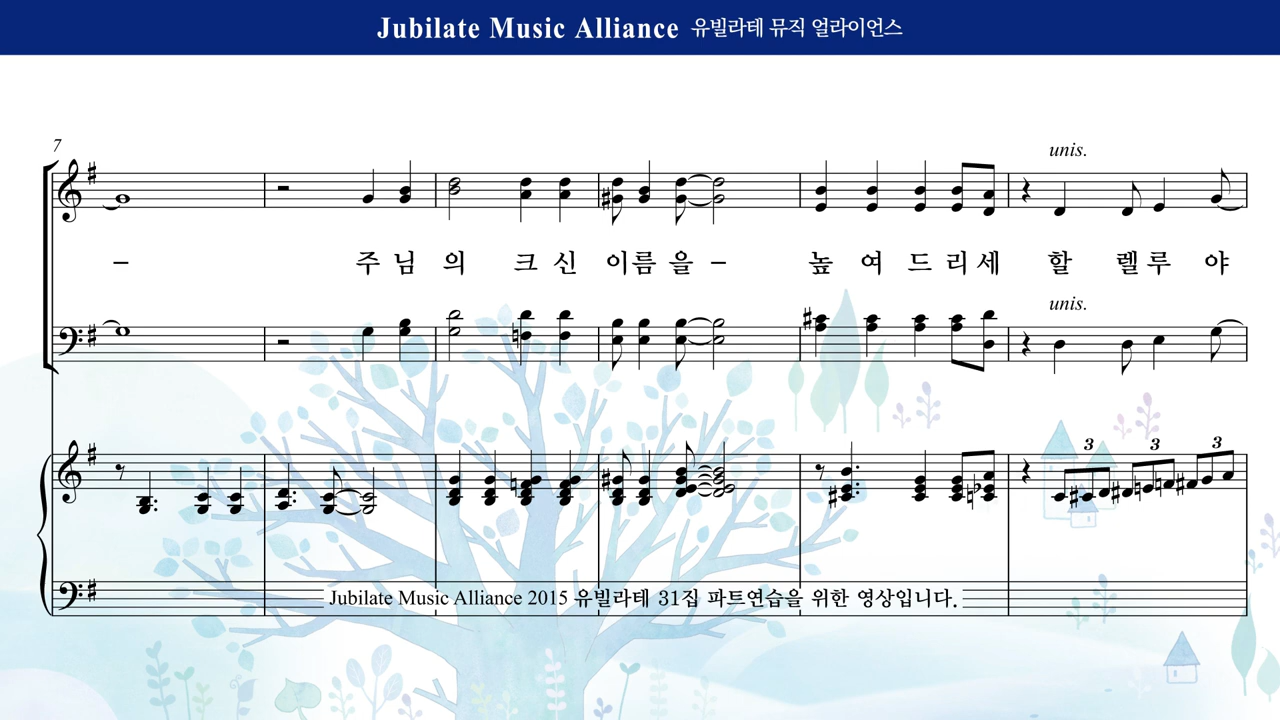 Jubilate Music Alliance 유빌라테 뮤직 얼라이언스
7
unis.
– 주 님 의 크 신 이 름 을 – 높 여 드 리 세 할 렐 루 야
unis.
3 3 3
Jubilate Music Alliance 2015 유빌라테 31집 파트연습을 위한 영상입니다.